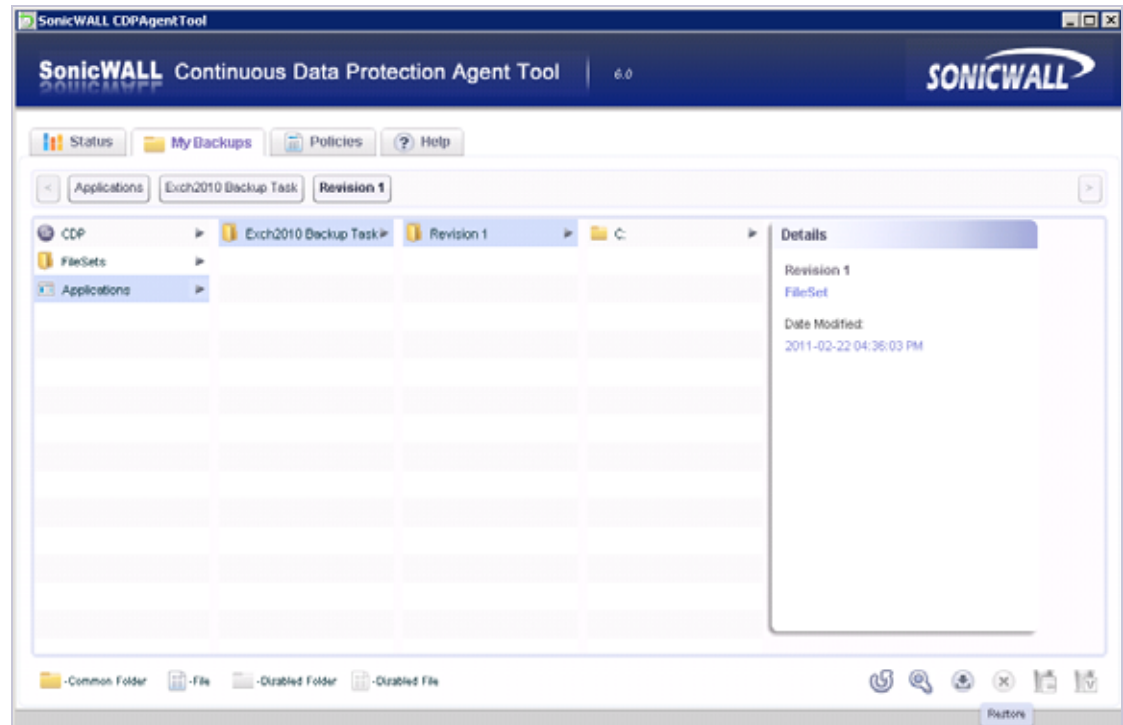 SonicWALL CDPAgentTool
SonicWALL Continuous Data Protection Agent Tool | 6.0
SONICWALL
Status
My Backups
Policies
? Help
< Applications Exch2010 Backup Task Revision 1 >
CDP
Exch2010 Backup Task
Revision 1
C:
Details
FileSets
Applications
Revision 1
FileSet
Date Modified:
2011-02-22 04:36:03 PM
-Common Folder
-File
-Disabled Folder
-Disabled File
Restore